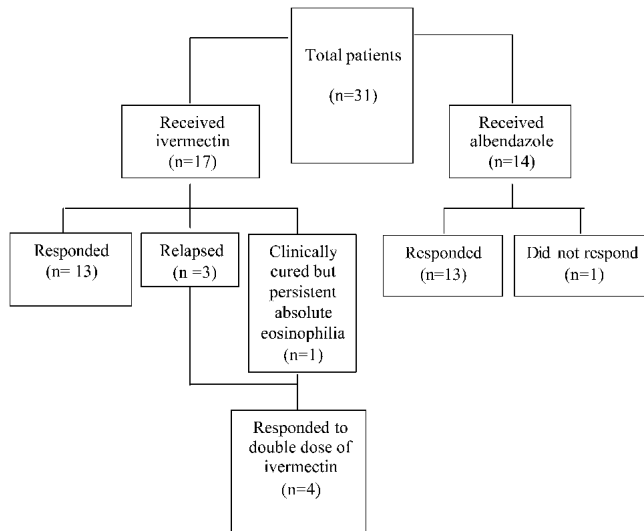 Total patients
(n=31)
Received
ivermectin
(n=17)
Received
albendazole
(n=14)
Responded
(n= 13)
Relapsed
(n =3)
Clinically
cured but
persistent
absolute
eosinophilia
(n=1)
Responded
(n=13)
Did not respond
(n=1)
Responded to
double dose of
ivermectin
(n=4)